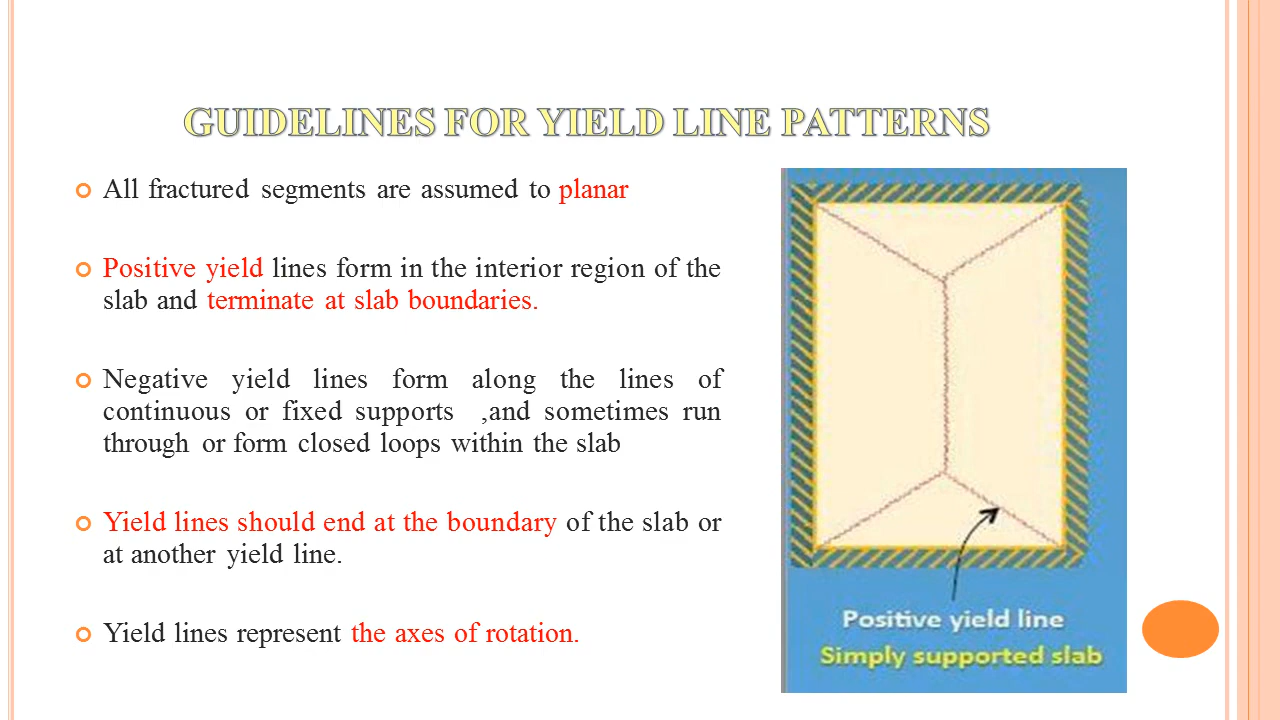 GUIDELINES FOR YIELD LINE PATTERNS
All fractured segments are assumed to planar
Positive yield lines form in the interior region of the
slab and terminate at slab boundaries.
Negative yield lines form along the lines of
continuous or fixed supports ,and sometimes run
through or form closed loops within the slab
Yield lines should end at the boundary of the slab or
at another yield line.
Yield lines represent the axes of rotation.
Positive yield line
Simply supported slab